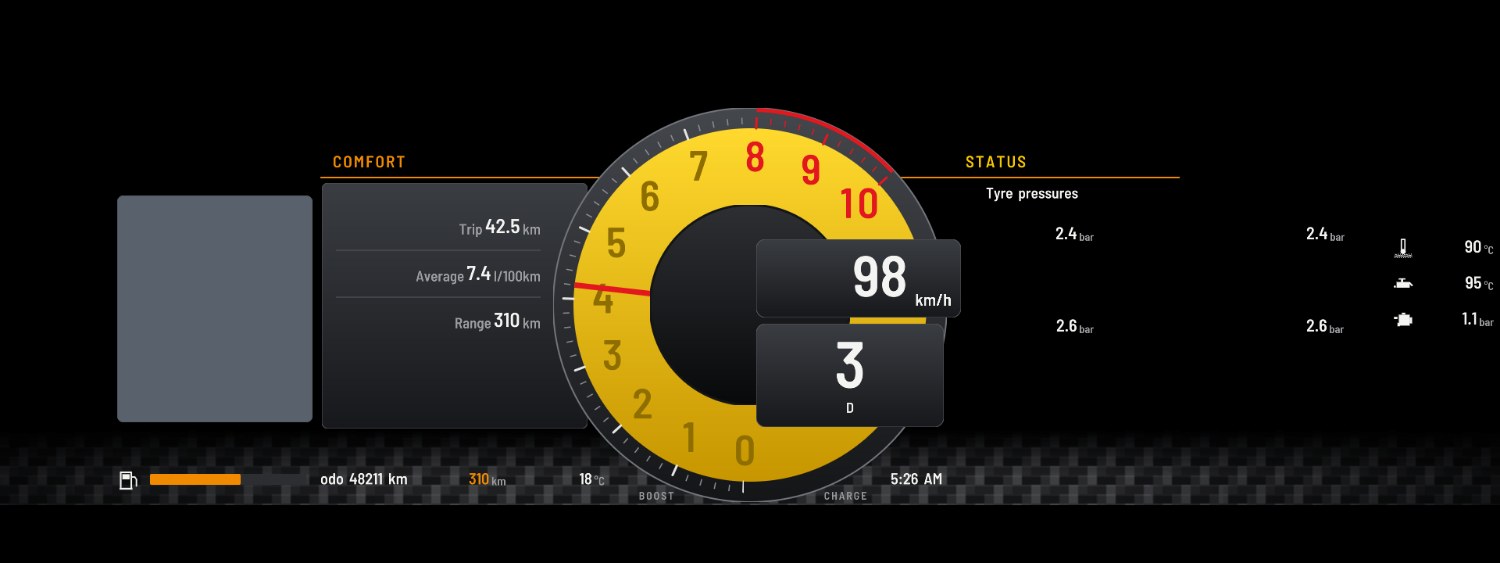 COMFORT
STATUS
Trip 42.5 km
Average 7.4 l/100km
Range 310 km
0
1
2
3
4
5
6
7
8
9
10
98 km/h
3
D
Tyre pressures
2.4 bar
2.4 bar
2.6 bar
2.6 bar
90 °C
95 °C
1.1 bar
odo 48211 km
310 km
18 °C
5:26 AM
BOOST
CHARGE